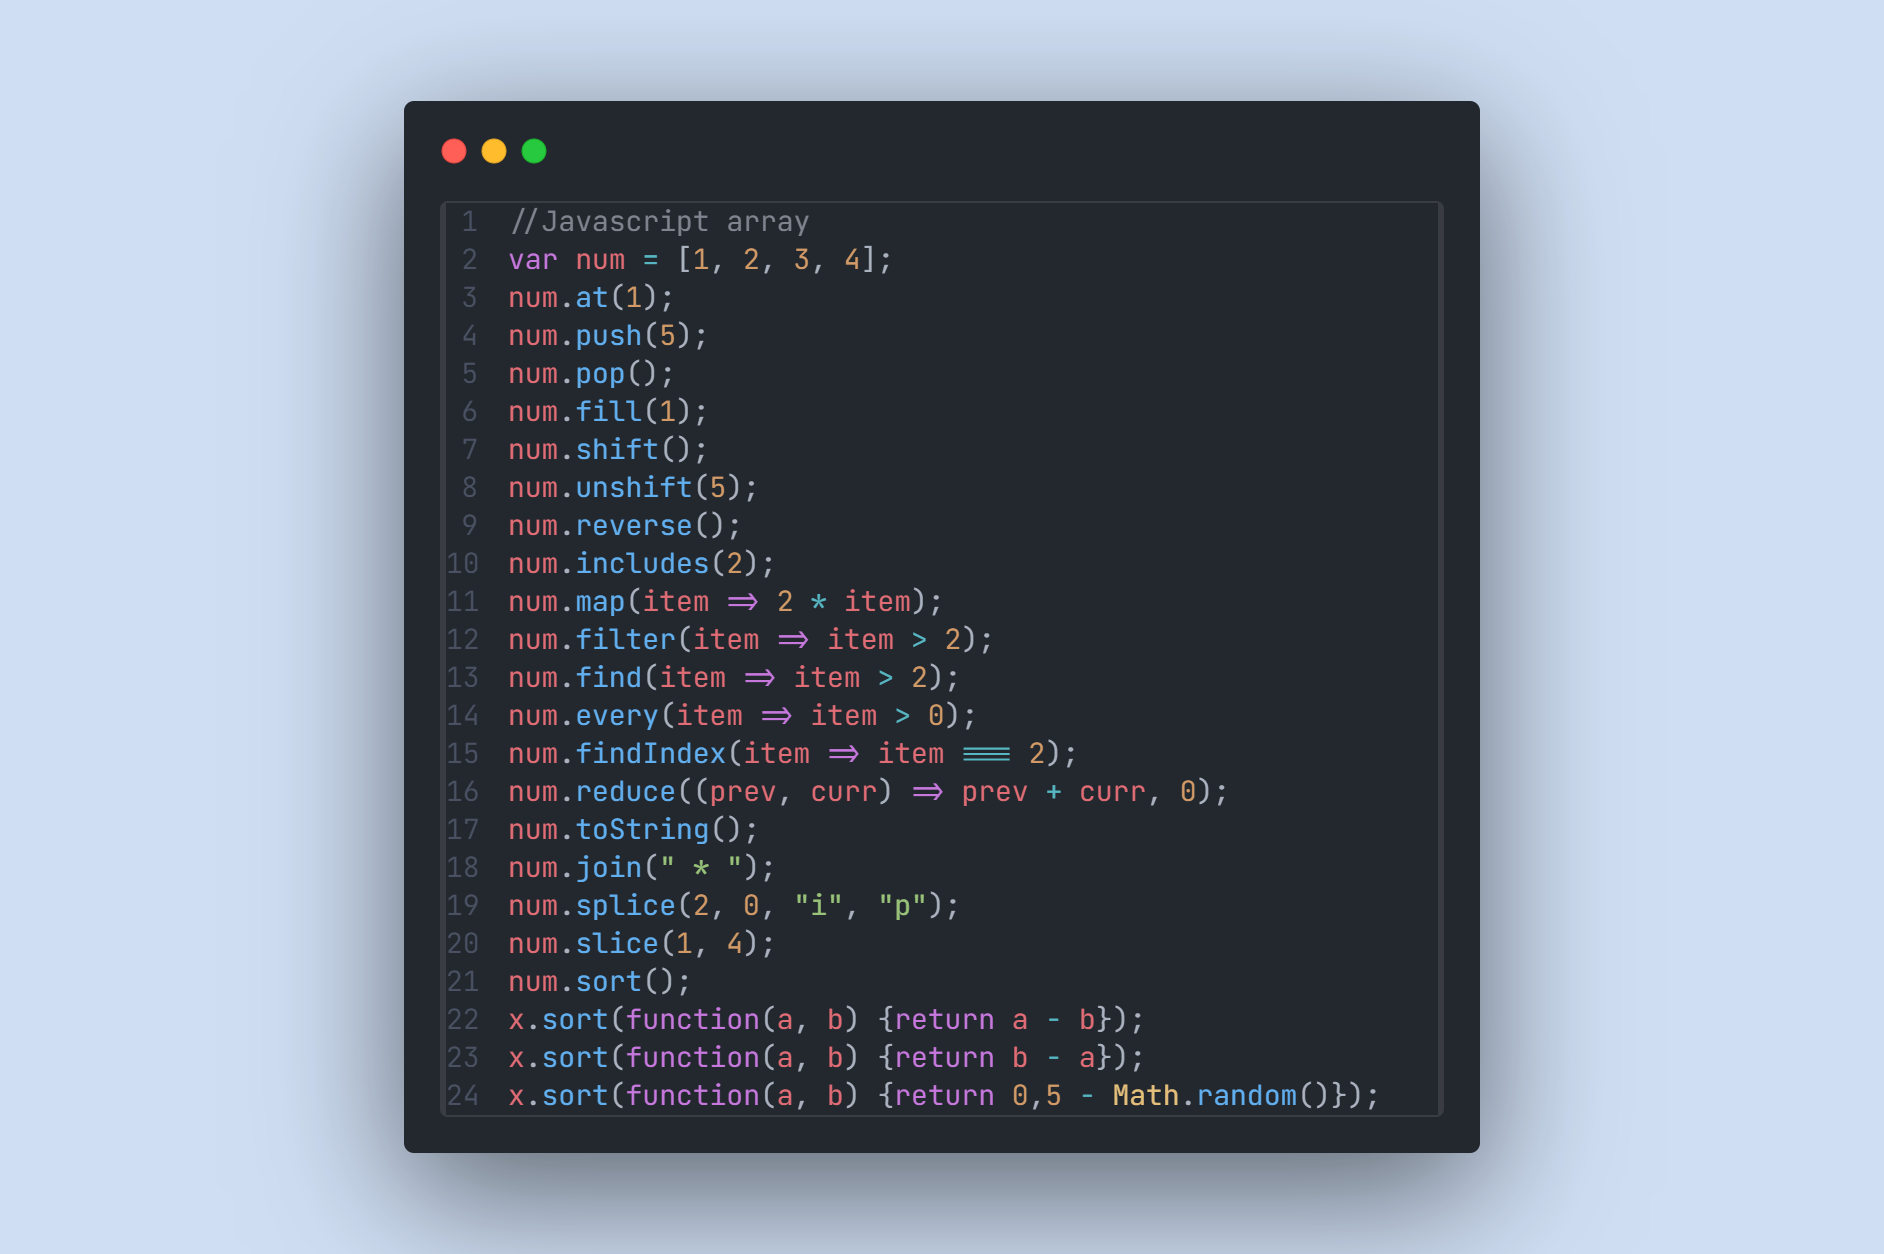 1 //Javascript array
2 var num = [1, 2, 3, 4];
3 num.at(1);
4 num.push(5);
5 num.pop();
6 num.fill(1);
7 num.shift();
8 num.unshift(5);
9 num.reverse();
10 num.includes(2);
11 num.map(item => 2 * item);
12 num.filter(item => item > 2);
13 num.find(item => item > 2);
14 num.every(item => item > 0);
15 num.findIndex(item => item === 2);
16 num.reduce((prev, curr) => prev + curr, 0);
17 num.toString();
18 num.join(" * ");
19 num.splice(2, 0, "i", "p");
20 num.slice(1, 4);
21 num.sort();
22 x.sort(function(a, b) {return a - b});
23 x.sort(function(a, b) {return b - a});
24 x.sort(function(a, b) {return 0,5 - Math.random()});